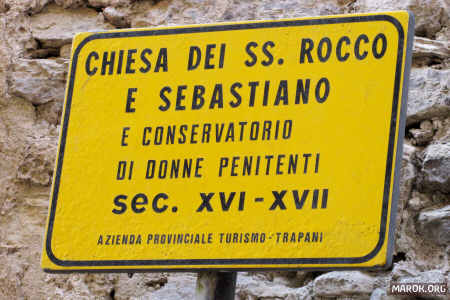 CHIESA DEI SS. ROCCO
E SEBASTIANO
E CONSERVATORIO
DI DONNE PENITENTI
sec. XVI-XVII
AZIENDA PROVINCIALE TURISMO-TRAPANI
MAROK.ORG